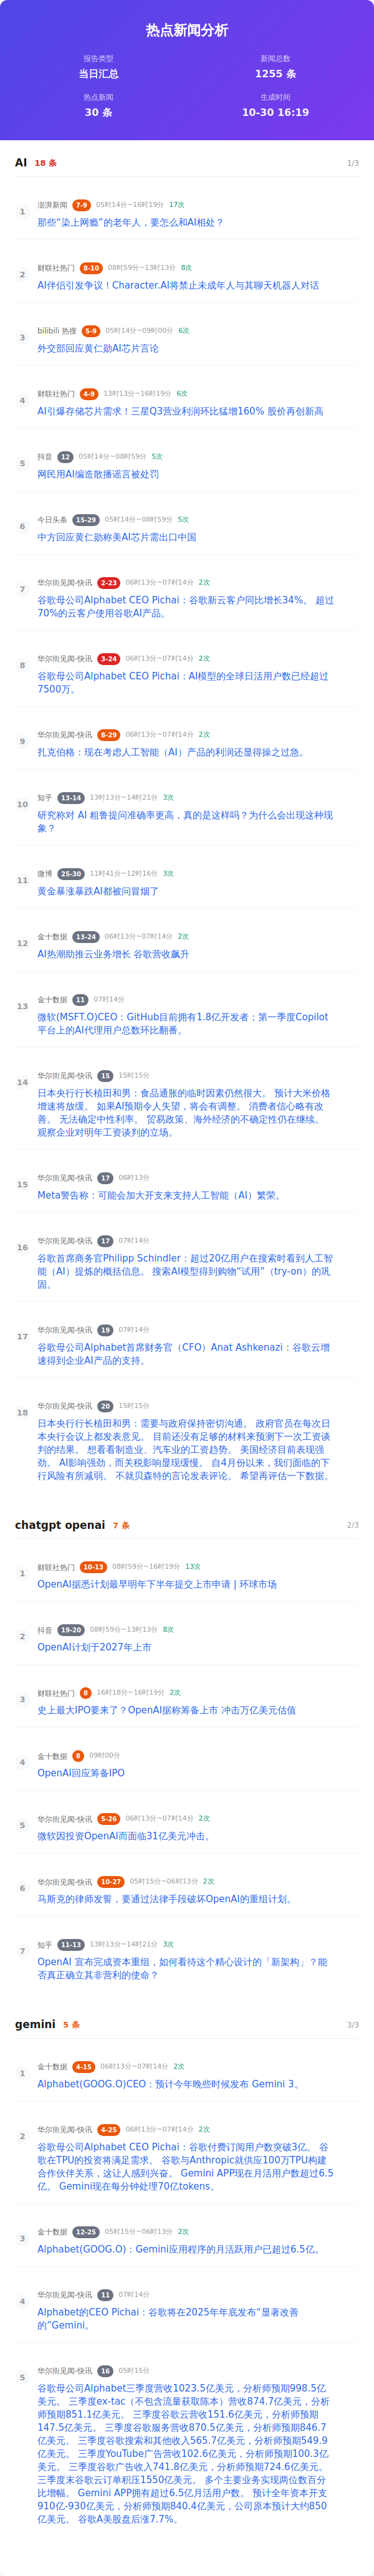 热点新闻分析
报告类型
当日汇总
新闻总数
1255 条
热点新闻
30 条
生成时间
10-30 16:19
AI 18 条 1/3
1
澎湃新闻 7-9 05时14分~16时19分 17次
那些“染上网瘾”的老年人，要怎么和AI相处？
2
财联社热门 8-10 08时59分~13时13分 8次
AI伴侣引发争议！Character.AI将禁止未成年人与其聊天机器人对话
3
bilibili 热搜 5-9 05时14分~09时00分 6次
外交部回应黄仁勋AI芯片言论
4
财联社热门 4-9 13时13分~16时19分 6次
AI引爆存储芯片需求！三星Q3营业利润环比猛增160% 股价再创新高
5
抖音 12 05时14分~08时59分 5次
网民用AI编造散播谣言被处罚
6
今日头条 15-29 05时14分~08时59分 5次
中方回应黄仁勋称美AI芯片需出口中国
7
华尔街见闻-快讯 2-23 06时13分~07时14分 2次
谷歌母公司Alphabet CEO Pichai：谷歌新云客户同比增长34%。 超过
70%的云客户使用谷歌AI产品。
8
华尔街见闻-快讯 3-24 06时13分~07时14分 2次
谷歌母公司Alphabet CEO Pichai：AI模型的全球日活用户数已经超过
7500万。
9
华尔街见闻-快讯 8-29 06时13分~07时14分 2次
扎克伯格：现在考虑人工智能（AI）产品的利润还显得操之过急。
10
知乎 13-14 13时13分~14时21分 3次
研究称对 AI 粗鲁提问准确率更高，真的是这样吗？为什么会出现这种现
象？
11
微博 25-30 11时41分~12时16分 3次
黄金暴涨暴跌AI都被问冒烟了
12
金十数据 13-24 06时13分~07时14分 2次
AI热潮助推云业务增长 谷歌营收飙升
13
金十数据 11 07时14分
微软(MSFT.O)CEO：GitHub目前拥有1.8亿开发者；第一季度Copilot
平台上的AI代理用户总数环比翻番。
14
华尔街见闻-快讯 15 15时15分
日本央行行长植田和男：食品通胀的临时因素仍然很大。 预计大米价格
增速将放缓。 如果AI预期令人失望，将会有调整。 消费者信心略有改
善。 无法确定中性利率。 贸易政策、海外经济的不确定性仍在继续。
观察企业对明年工资谈判的立场。
15
华尔街见闻-快讯 17 06时13分
Meta警告称：可能会加大开支来支持人工智能（AI）繁荣。
16
华尔街见闻-快讯 17 07时14分
谷歌首席商务官Philipp Schindler：超过20亿用户在搜索时看到人工智
能（AI）提炼的概括信息。 搜索AI模型得到购物“试用”（try-on）的巩
固。
17
华尔街见闻-快讯 19 07时14分
谷歌母公司Alphabet首席财务官（CFO）Anat Ashkenazi：谷歌云增
速得到企业AI产品的支持。
18
华尔街见闻-快讯 20 15时15分
日本央行行长植田和男：需要与政府保持密切沟通。 政府官员在每次日
本央行会议上都发表意见。 目前还没有足够的材料来预测下一次工资谈
判的结果。 想看看制造业、汽车业的工资趋势。 美国经济目前表现强
劲。 AI影响强劲，而关税影响显现缓慢。 自4月份以来，我们面临的下
行风险有所减弱。 不就贝森特的言论发表评论。 希望再评估一下数据。
chatgpt openai 7 条 2/3
1
财联社热门 10-13 08时59分~16时19分 13次
OpenAI据悉计划最早明年下半年提交上市申请 | 环球市场
2
抖音 19-20 08时59分~13时13分 8次
OpenAI计划于2027年上市
3
财联社热门 8 16时18分~16时19分 2次
史上最大IPO要来了？OpenAI据称筹备上市 冲击万亿美元估值
4
金十数据 8 09时00分
OpenAI回应筹备IPO
5
华尔街见闻-快讯 5-26 06时13分~07时14分 2次
微软因投资OpenAI而面临31亿美元冲击。
6
华尔街见闻-快讯 10-27 05时15分~06时13分 2次
马斯克的律师发誓，要通过法律手段破坏OpenAI的重组计划。
7
知乎 11-13 13时13分~14时21分 3次
OpenAI 宣布完成资本重组，如何看待这个精心设计的「新架构」？能
否真正确立其非营利的使命？
gemini 5 条 3/3
1
金十数据 4-15 06时13分~07时14分 2次
Alphabet(GOOG.O)CEO：预计今年晚些时候发布 Gemini 3。
2
华尔街见闻-快讯 4-25 06时13分~07时14分 2次
谷歌母公司Alphabet CEO Pichai：谷歌付费订阅用户数突破3亿。 谷
歌在TPU的投资将满足需求。 谷歌与Anthropic就供应100万TPU构建
合作伙伴关系，这让人感到兴奋。 Gemini APP现在月活用户数超过6.5
亿。 Gemini现在每分钟处理70亿tokens。
3
金十数据 12-25 05时15分~06时13分 2次
Alphabet(GOOG.O)：Gemini应用程序的月活跃用户已超过6.5亿。
4
华尔街见闻-快讯 11 07时14分
Alphabet的CEO Pichai：谷歌将在2025年年底发布“显著改善
的”Gemini。
5
华尔街见闻-快讯 16 05时15分
谷歌母公司Alphabet三季度营收1023.5亿美元，分析师预期998.5亿
美元。 三季度ex-tac（不包含流量获取陈本）营收874.7亿美元，分析
师预期851.1亿美元。 三季度谷歌云营收151.6亿美元，分析师预期
147.5亿美元。 三季度谷歌服务营收870.5亿美元，分析师预期846.7
亿美元。 三季度谷歌搜索和其他收入565.7亿美元，分析师预期549.9
亿美元。 三季度YouTube广告营收102.6亿美元，分析师预期100.3亿
美元。 三季度谷歌广告收入741.8亿美元，分析师预期724.6亿美元。
三季度末谷歌云订单积压1550亿美元。 多个主要业务实现两位数百分
比增幅。 Gemini APP拥有超过6.5亿月活用户数。 预计全年资本开支
910亿-930亿美元，分析师预期840.4亿美元，公司原本预计大约850
亿美元。 谷歌A美股盘后涨7.7%。